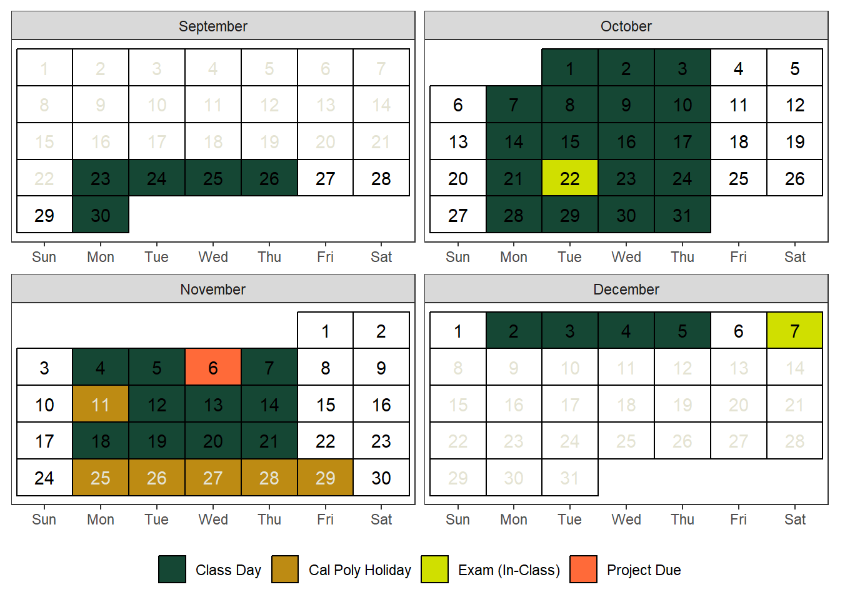 September
1 2 3 4 5 6 7
8 9 10 11 12 13 14
15 16 17 18 19 20 21
22 23 24 25 26 27 28
29 30
Sun Mon Tue Wed Thu Fri Sat
October
1 2 3 4 5
6 7 8 9 10 11 12
13 14 15 16 17 18 19
20 21 22 23 24 25 26
27 28 29 30 31
Sun Mon Tue Wed Thu Fri Sat
November
1 2
3 4 5 6 7 8 9
10 11 12 13 14 15 16
17 18 19 20 21 22 23
24 25 26 27 28 29 30
Sun Mon Tue Wed Thu Fri Sat
December
1 2 3 4 5 6 7
8 9 10 11 12 13 14
15 16 17 18 19 20 21
22 23 24 25 26 27 28
29 30 31
Sun Mon Tue Wed Thu Fri Sat
Class Day Cal Poly Holiday Exam (In-Class) Project Due